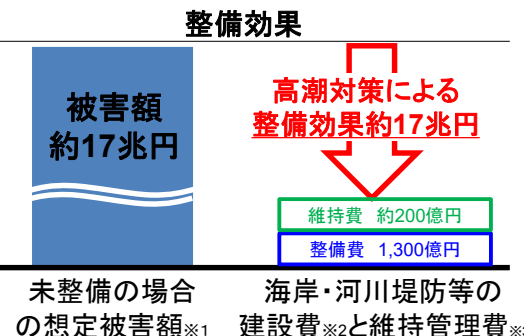 整備効果
被害額
約17兆円
高潮対策による
整備効果約17兆円
維持費 約200億円
整備費 1,300億円
未整備の場合
の想定被害額※1
海岸・河川堤防等の
建設費※2と維持管理費※